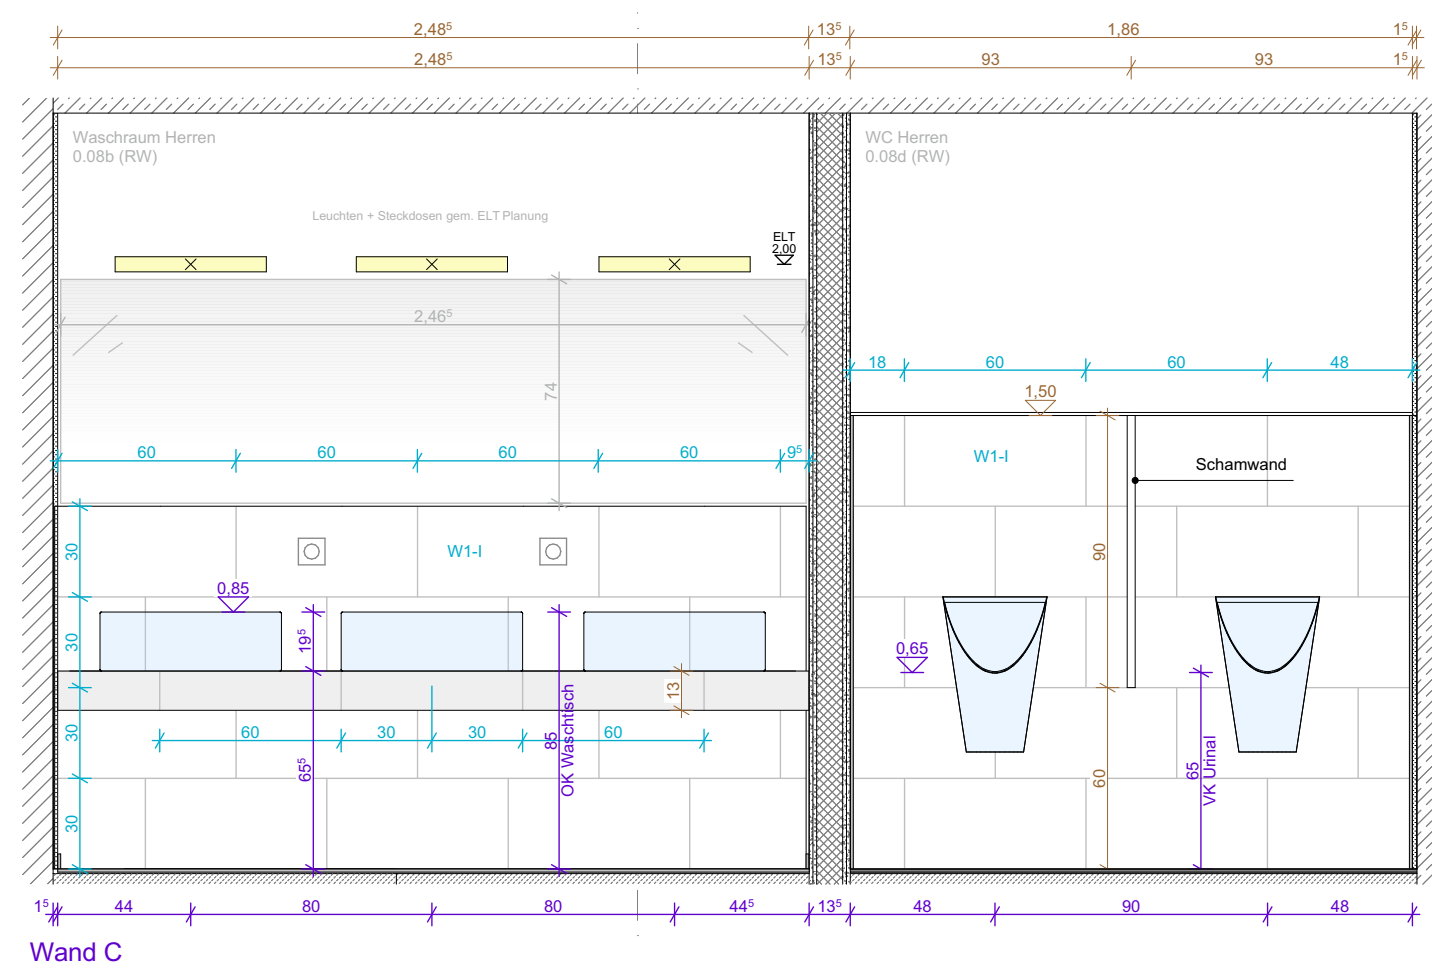 2,48⁵ 13⁵ 1,86 1⁵
2,48⁵ 13⁵ 93 93 1⁵
Waschraum Herren
0.08b (RW)
WC Herren
0.08d (RW)
Leuchten + Steckdosen gem. ELT Planung
ELT
2,00
2,46⁵
74
18 60 60 48
1,50
60 60 60 60 9⁵
W1-I
Schamwand
30
W1-I
90
0,85
30
19⁵
0,65
13
60 30 30 60
30
65⁵
85
OK Waschtisch
60
65
VK Urinal
30
1⁵ 44 80 80 44⁵ 13⁵ 48 90 48
Wand C